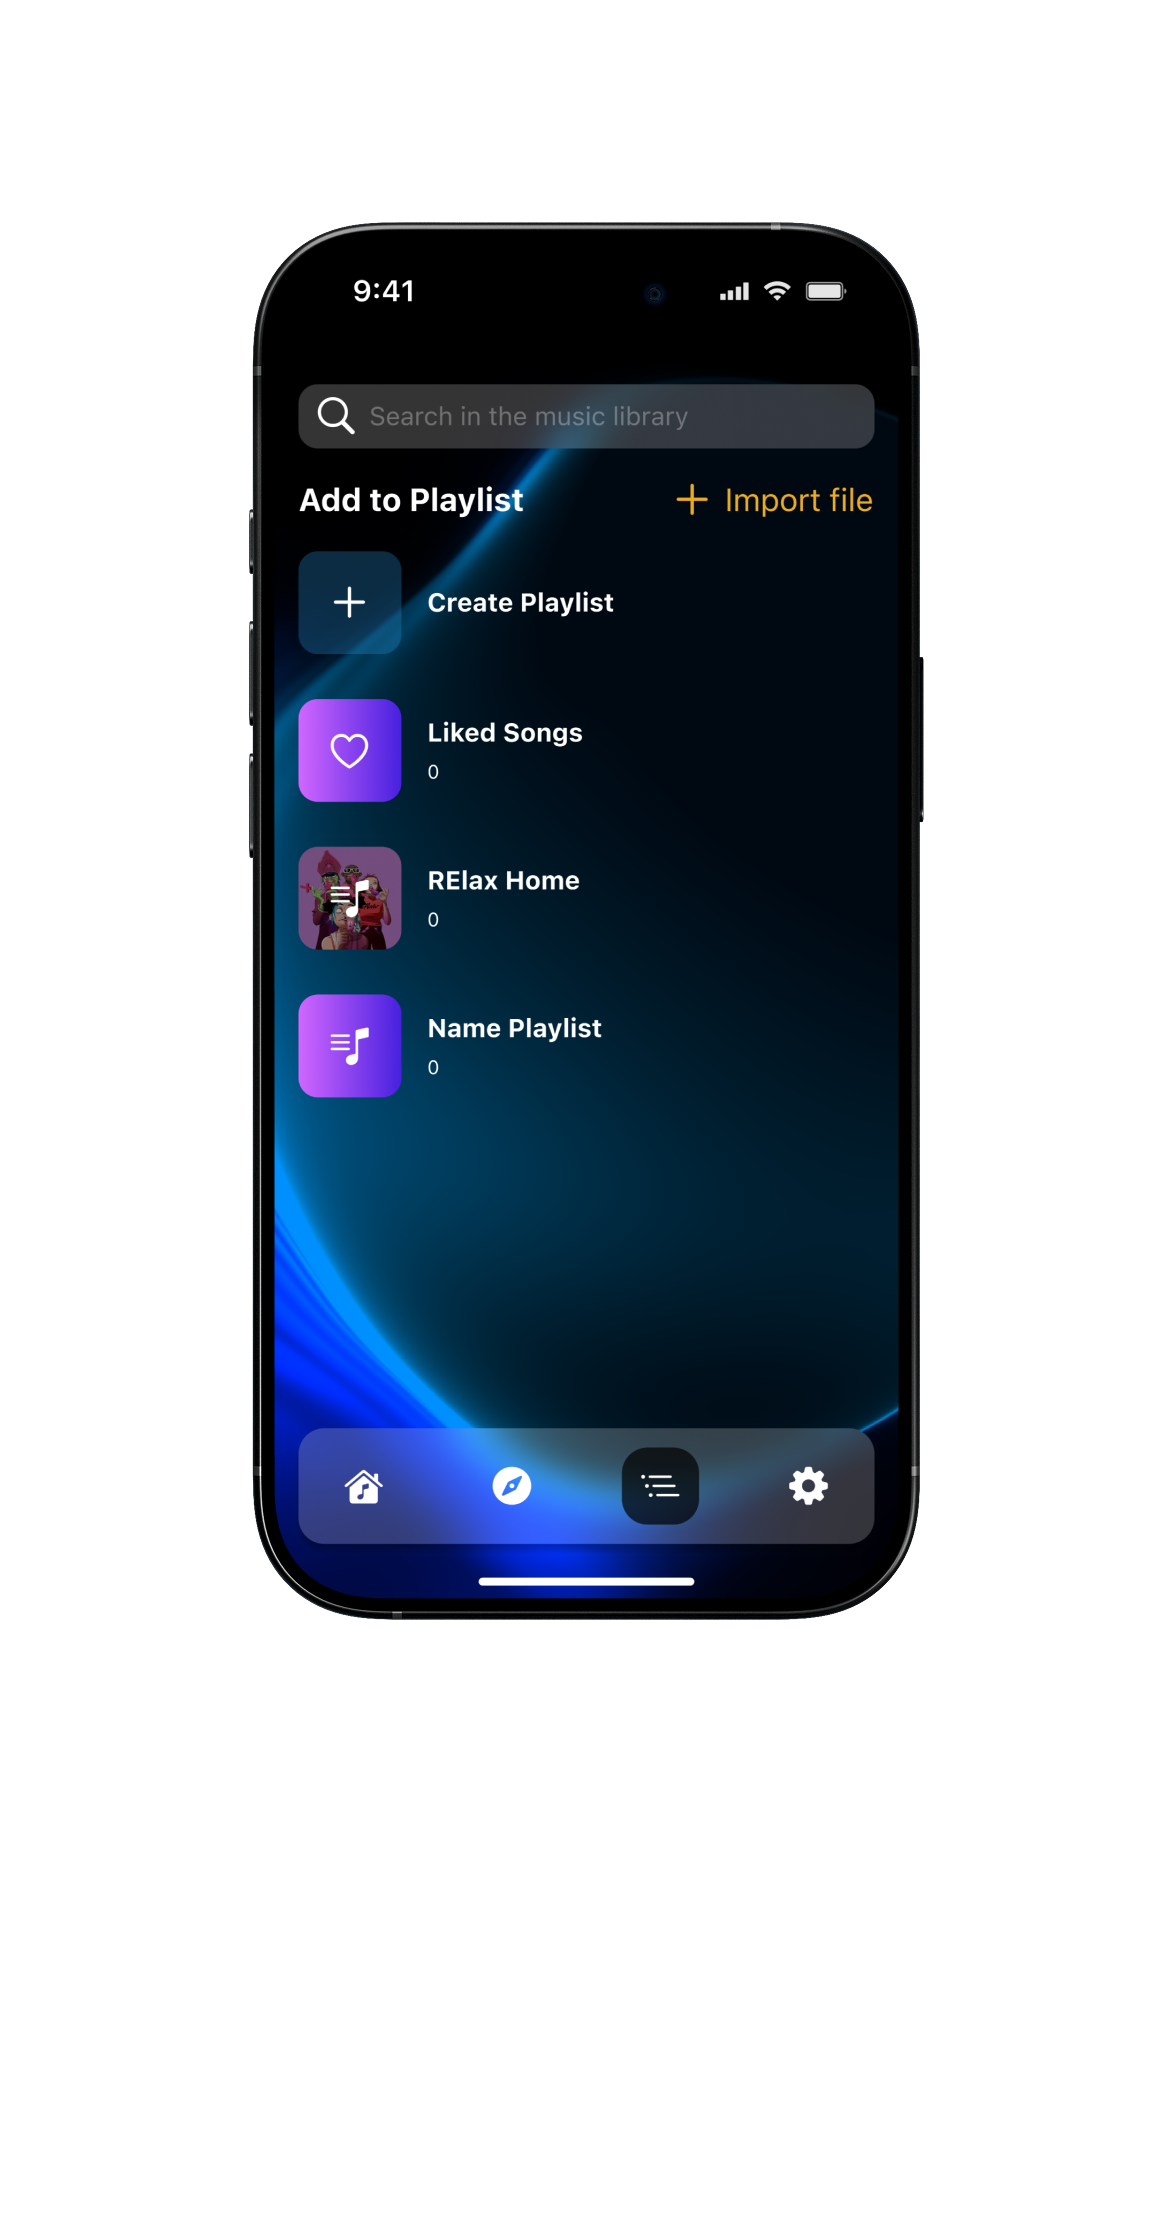 9:41
Search in the music library
Add to Playlist
Import file
Create Playlist
Liked Songs
0
RElax Home
0
Name Playlist
0